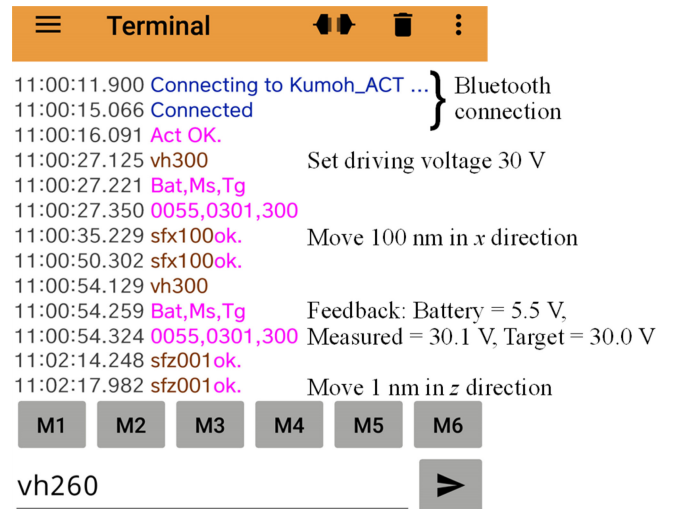 Terminal
11:00:11.900 Connecting to Kumoh_ACT ... Bluetooth
11:00:15.066 Connected connection
11:00:16.091 Act OK.
11:00:27.125 vh300 Set driving voltage 30 V
11:00:27.221 Bat,Ms,Tg
11:00:27.350 0055,0301,300
11:00:35.229 sfx100ok. Move 100 nm in x direction
11:00:50.302 sfx100ok.
11:00:54.129 vh300
11:00:54.259 Bat,Ms,Tg Feedback: Battery = 5.5 V,
11:00:54.324 0055,0301,300 Measured = 30.1 V, Target = 30.0 V
11:02:14.248 sfz001ok.
11:02:17.982 sfz001ok. Move 1 nm in z direction
M1 M2 M3 M4 M5 M6
vh260